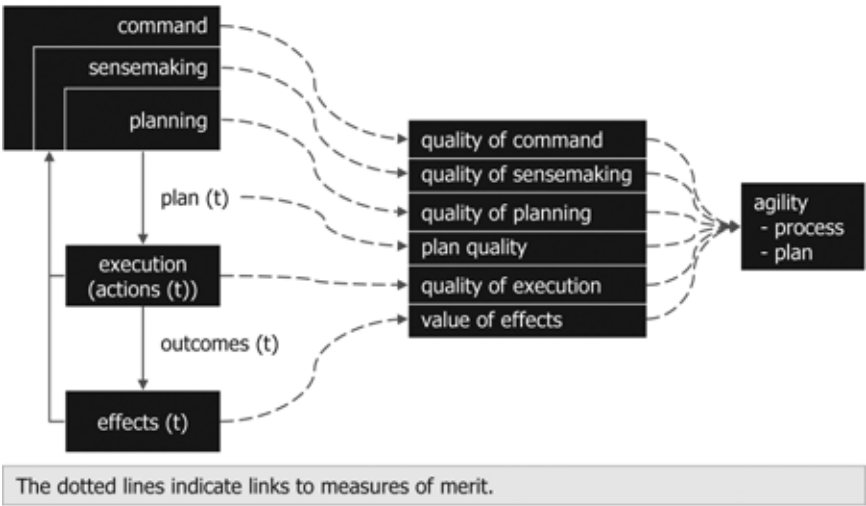 command
sensemaking
planning
plan (t)
execution
(actions (t))
outcomes (t)
effects (t)
quality of command
quality of sensemaking
quality of planning
plan quality
quality of execution
value of effects
agility
- process
- plan
The dotted lines indicate links to measures of merit.